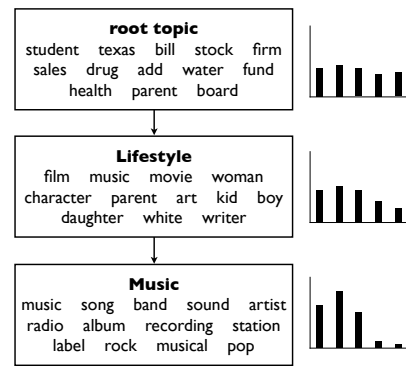 root topic
student texas bill stock firm
sales drug add water fund
health parent board
Lifestyle
film music movie woman
character parent art kid boy
daughter white writer
Music
music song band sound artist
radio album recording station
label rock musical pop